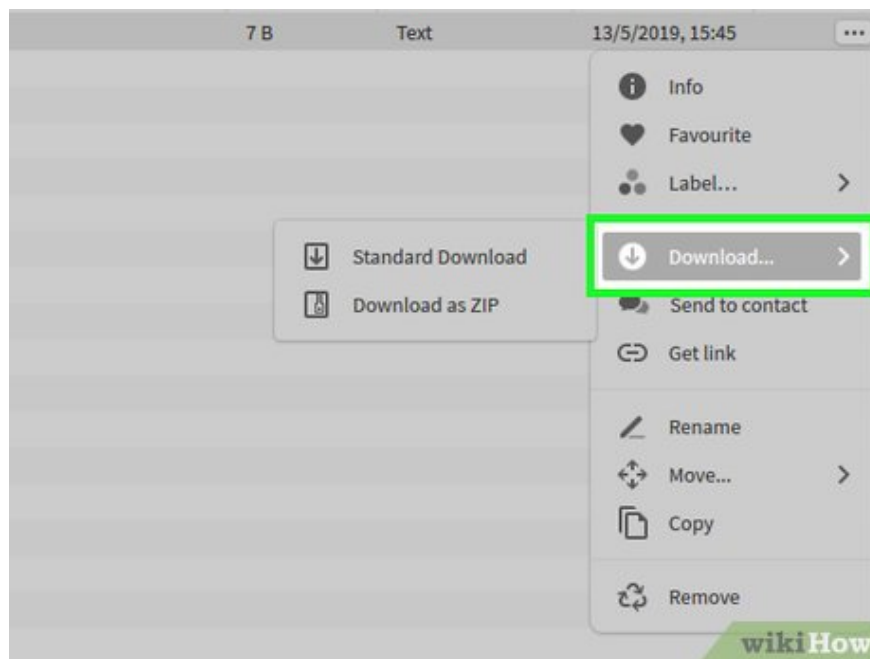 7 B Text 13/5/2019, 15:45 ...
Info
Favourite
Label...
Standard Download
Download...
Download as ZIP
Send to contact
Get link
Rename
Move...
Copy
Remove
wikiHow